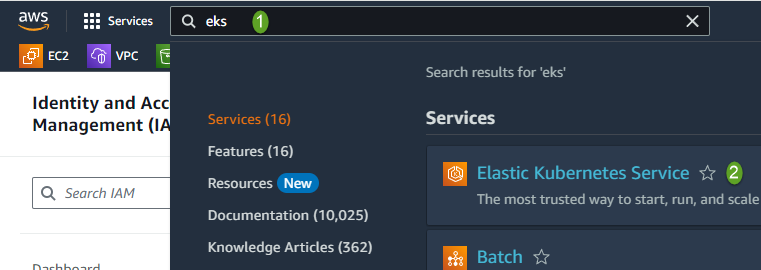 aws Services eks 1
EC2 VPC
Search results for 'eks'
Identity and Acc
Management (IA
Services (16)
Services
Features (16)
Elastic Kubernetes Service 2
Resources New
Search IAM
The most trusted way to start, run, and scale
Documentation (10,025)
Knowledge Articles (362)
Batch
Dashboard